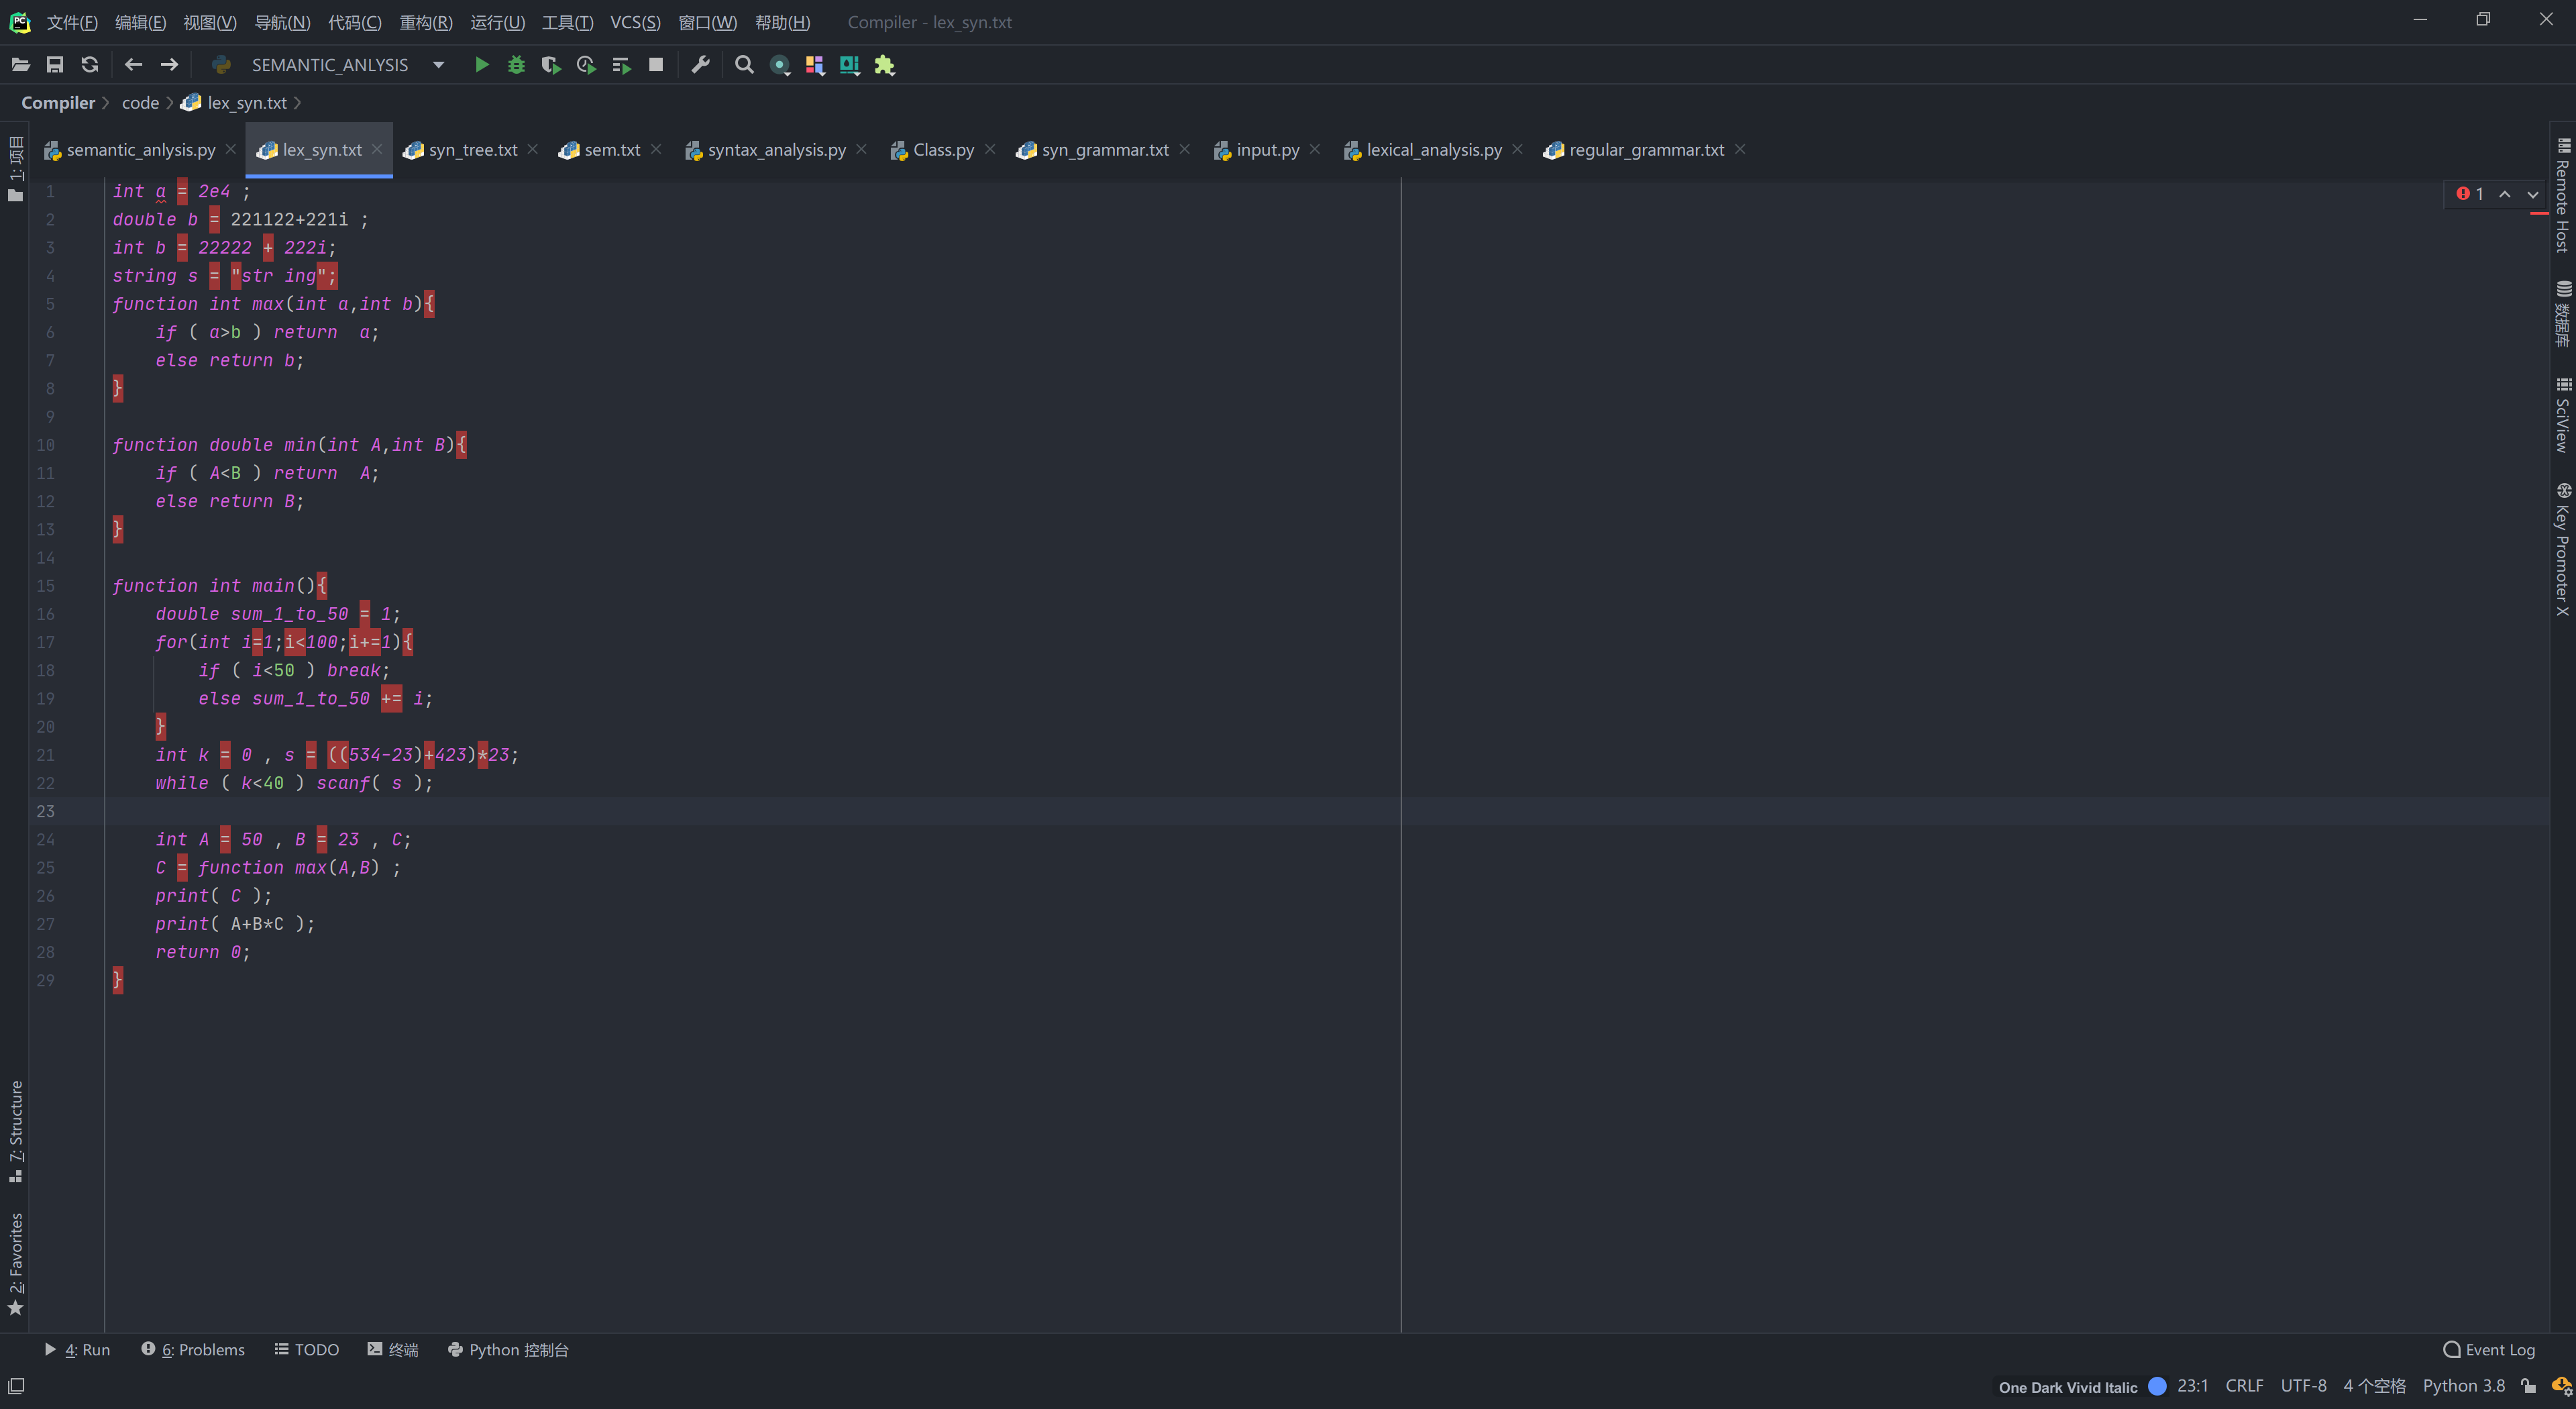 文件(F) 编辑(E) 视图(V) 导航(N) 代码(C) 重构(R) 运行(U) 工具(T) VCS(S) 窗口(W) 帮助(H) Compiler - lex_syn.txt
SEMANTIC_ANLYSIS
Compiler code lex_syn.txt
semantic_anlysis.py lex_syn.txt syn_tree.txt sem.txt syntax_analysis.py Class.py syn_grammar.txt input.py lexical_analysis.py regular_grammar.txt
1 int a = 2e4 ;
2 double b = 221122+221i ;
3 int b = 22222 + 222i;
4 string s = "str ing";
5 function int max(int a,int b){
6 if ( a>b ) return  a;
7 else return b;
8 }
9
10 function double min(int A,int B){
11 if ( A<B ) return  A;
12 else return B;
13 }
14
15 function int main(){
16 double sum_1_to_50 = 1;
17 for(int i=1;i<100;i+=1){
18 if ( i<50 ) break;
19 else sum_1_to_50 += i;
20 }
21 int k = 0 , s = ((534-23)+423)*23;
22 while ( k<40 ) scanf( s );
23
24 int A = 50 , B = 23 , C;
25 C = function max(A,B) ;
26 print( C );
27 print( A+B*C );
28 return 0;
29 }
1
1: 项目
7: Structure
2: Favorites
Remote Host
数据库
SciView
Key Promoter X
4: Run 6: Problems TODO 终端 Python 控制台 Event Log
One Dark Vivid Italic 23:1 CRLF UTF-8 4 个空格 Python 3.8